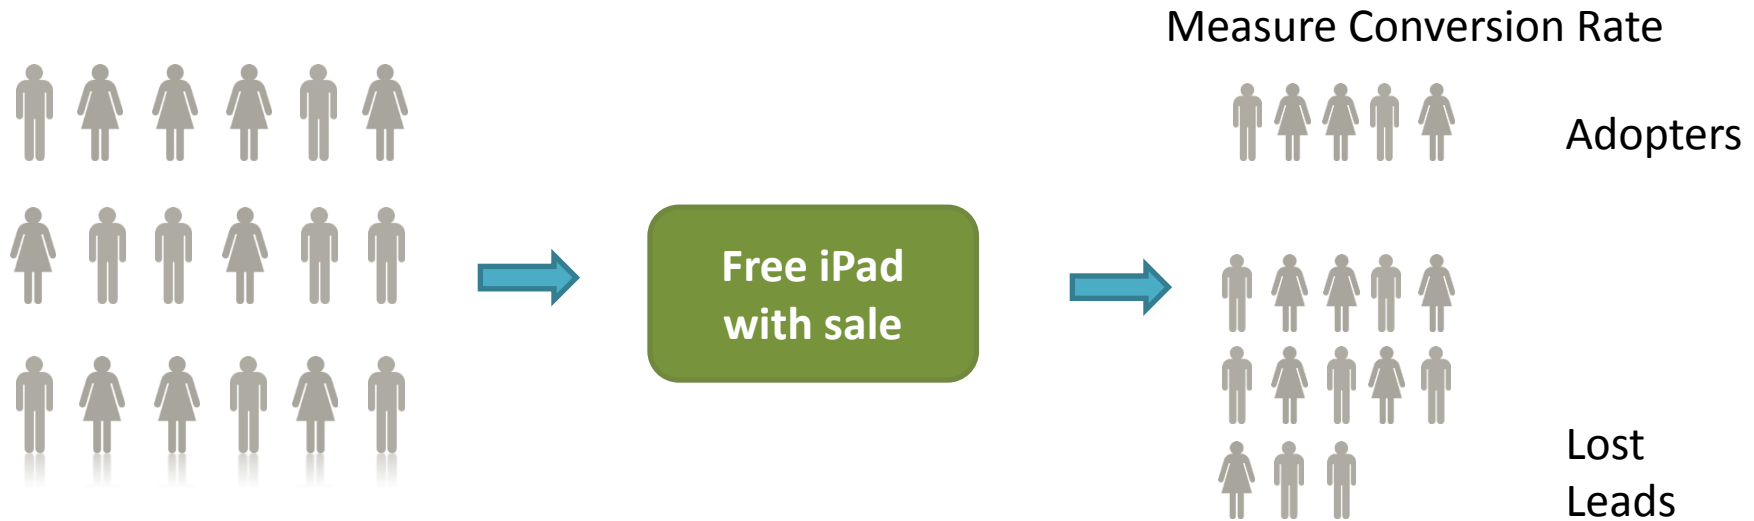 Measure Conversion Rate
Adopters
Free iPad
with sale
Lost
Leads